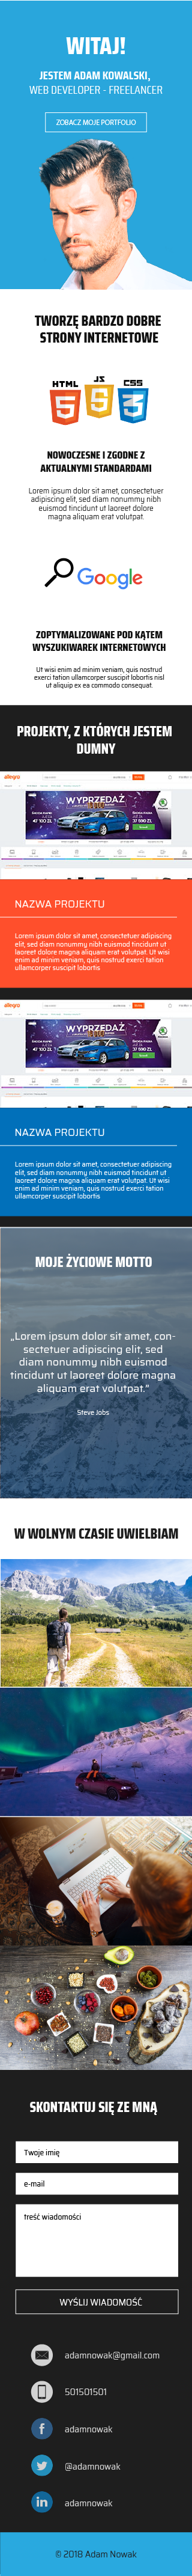 WITAJ!
JESTEM ADAM KOWALSKI,
WEB DEVELOPER - FREELANCER
ZOBACZ MOJE PORTFOLIO
TWORZĘ BARDZO DOBRE
STRONY INTERNETOWE
HTML
JS
CSS
5
5
3
NOWOCZESNE I ZGODNE Z
AKTUALNYMI STANDARDAMI
Lorem ipsum dolor sit amet, consectetuer
adipiscing elit, sed diam nonummy nibh
euismod tincidunt ut laoreet dolore
magna aliquam erat volutpat.
Google
ZOPTYMALIZOWANE POD KĄTEM
WYSZUKIWAREK INTERNETOWYCH
Ut wisi enim ad minim veniam, quis nostrud
exerci tation ullamcorper suscipit lobortis nisl
ut aliquip ex ea commodo consequat.
PROJEKTY, Z KTÓRYCH JESTEM
DUMNY
allegro
WYPRZEDAŻ
NAZWA PROJEKTU
Lorem ipsum dolor sit amet, consectetuer adipiscing
elit, sed diam nonummy nibh euismod tincidunt ut
laoreet dolore magna aliquam erat volutpat. Ut wisi
enim ad minim veniam, quis nostrud exerci tation
ullamcorper suscipit lobortis
allegro
WYPRZEDAŻ
NAZWA PROJEKTU
Lorem ipsum dolor sit amet, consectetuer adipiscing
elit, sed diam nonummy nibh euismod tincidunt ut
laoreet dolore magna aliquam erat volutpat. Ut wisi
enim ad minim veniam, quis nostrud exerci tation
ullamcorper suscipit lobortis
MOJE ŻYCIOWE MOTTO
„Lorem ipsum dolor sit amet, con-
sectetuer adipiscing elit, sed
diam nonummy nibh euismod
tincidunt ut laoreet dolore magna
aliquam erat volutpat.”
Steve Jobs
W WOLNYM CZASIE UWIELBIAM
SKONTAKTUJ SIĘ ZE MNĄ
Twoje imię
e-mail
treść wiadomości
WYŚLIJ WIADOMOŚĆ
adamnowak@gmail.com
501501501
adamnowak
@adamnowak
adamnowak
© 2018 Adam Nowak